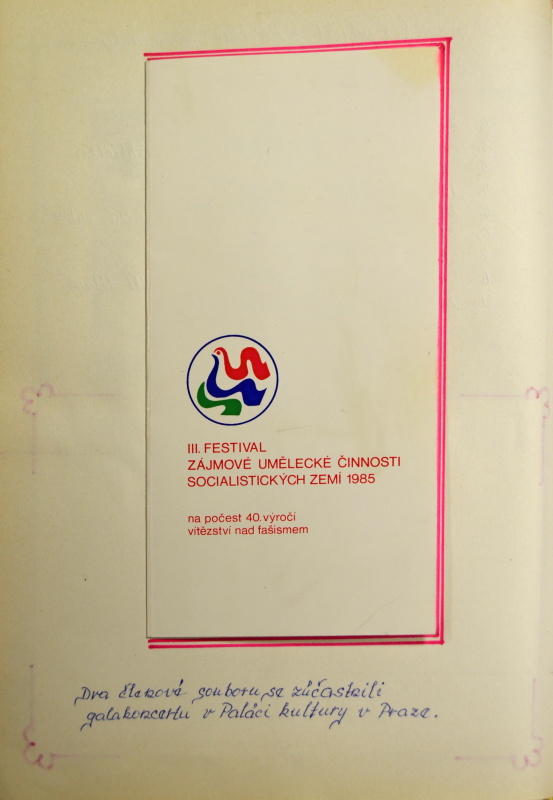 III. FESTIVAL
ZÁJMOVÉ UMĚLECKÉ ČINNOSTI
SOCIALISTICKÝCH ZEMÍ 1985
na počest 40. výročí
vítězství nad fašismem
Dva členové souboru se zúčastnili
galakoncertu v Paláci kultury v Praze.